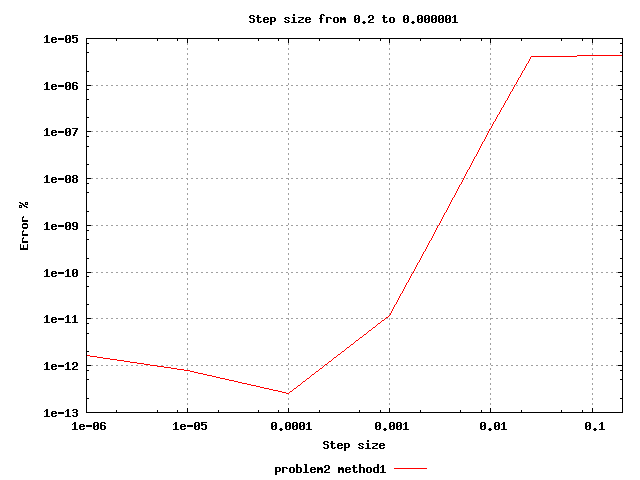 Step size from 0.2 to 0.000001
1e-05
1e-06
1e-07
1e-08
1e-09
1e-10
1e-11
1e-12
1e-13
Error %
1e-06 1e-05 0.0001 0.001 0.01 0.1
Step size
problem2 method1